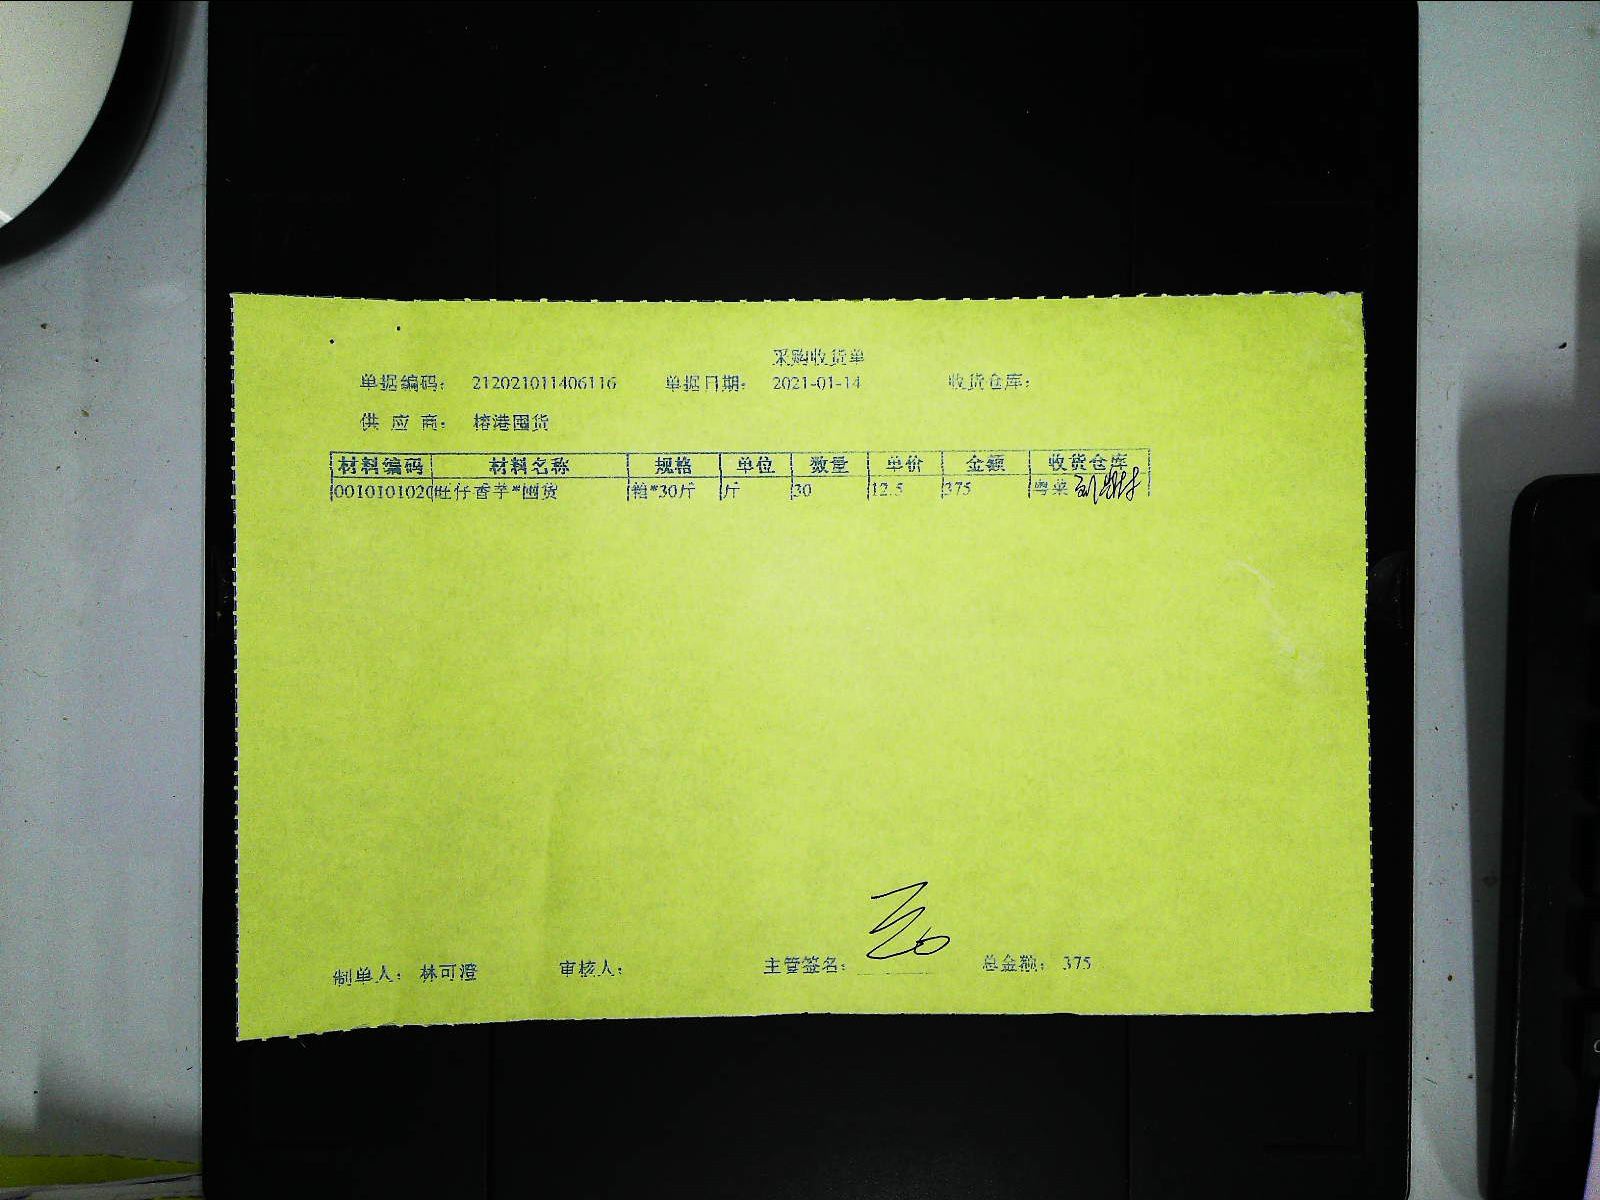 采购收货单
单据编码： 212021011406116 单据日期： 2021-01-14 收货仓库：
供 应 商： 榕港囤货
材料编码 材料名称 规格 单位 数量 单价 金额 收货仓库
0010101020 旺仔香芋*囤货 箱*30斤 斤 30 12.5 375 粤菜
制单人： 林可澄 审核人： 主管签名： 总金额： 375